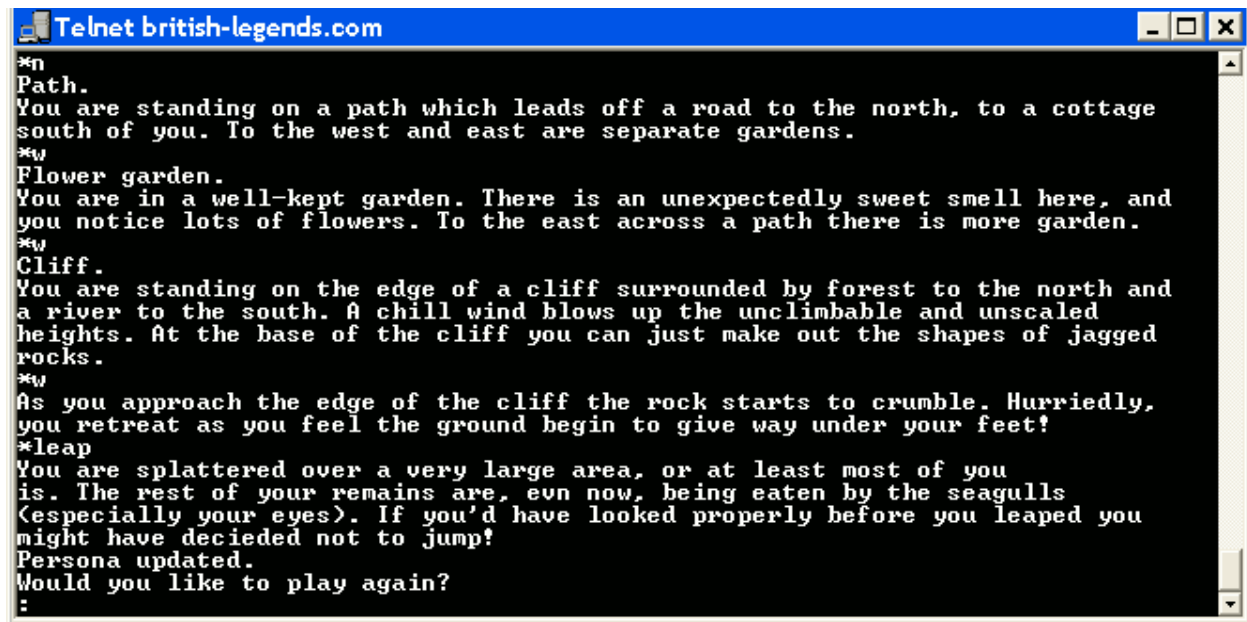 Telnet british-legends.com
*n
Path.
You are standing on a path which leads off a road to the north, to a cottage
south of you. To the west and east are separate gardens.
*w
Flower garden.
You are in a well-kept garden. There is an unexpectedly sweet smell here, and
you notice lots of flowers. To the east across a path there is more garden.
*w
Cliff.
You are standing on the edge of a cliff surrounded by forest to the north and
a river to the south. A chill wind blows up the unclimbable and unscaled
heights. At the base of the cliff you can just make out the shapes of jagged
rocks.
*w
As you approach the edge of the cliff the rock starts to crumble. Hurriedly,
you retreat as you feel the ground begin to give way under your feet!
*leap
You are splattered over a very large area, or at least most of you
is. The rest of your remains are, evn now, being eaten by the seagulls
(especially your eyes). If you'd have looked properly before you leaped you
might have decieded not to jump!
Persona updated.
Would you like to play again?
: